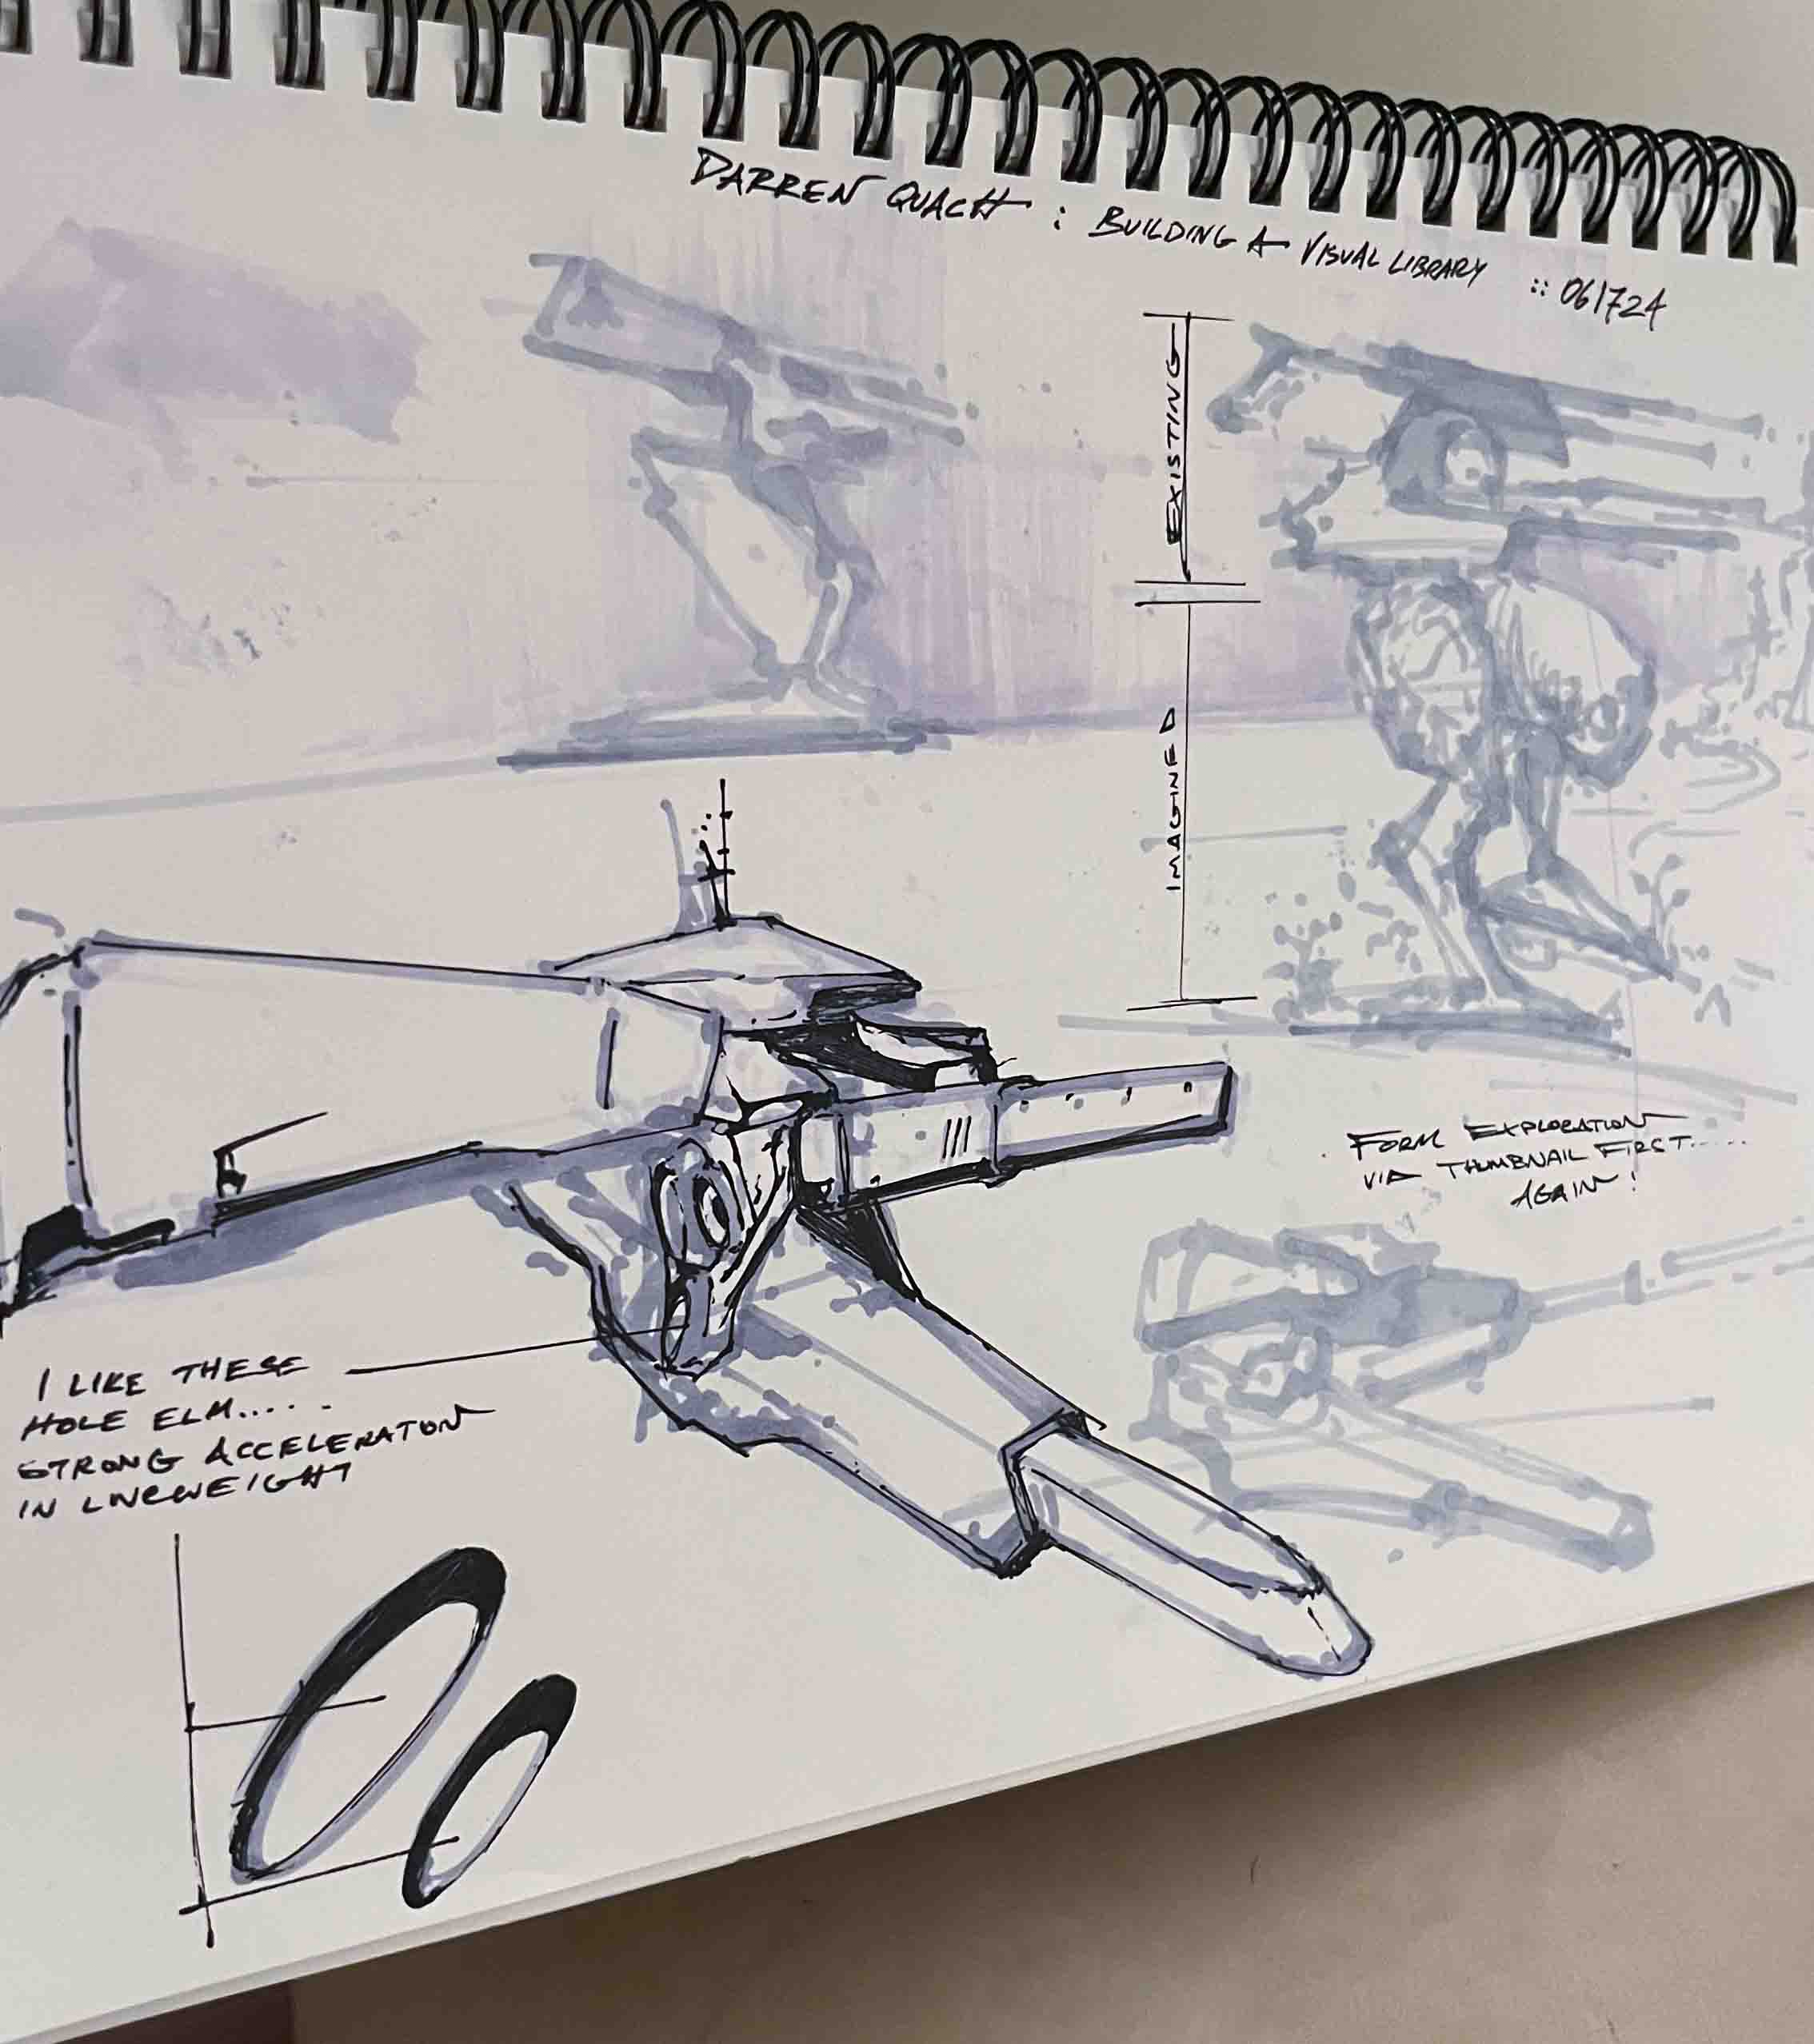 DARREN QUACH : BUILDING A VISUAL LIBRARY :: 061724
EXISTING
IMAGINED
FORM EXPLORATION
VIA THUMBNAIL FIRST.....
AGAIN!
I LIKE THESE
HOLE ELM.....
STRONG ACCELERATON
IN LINEWEIGHT